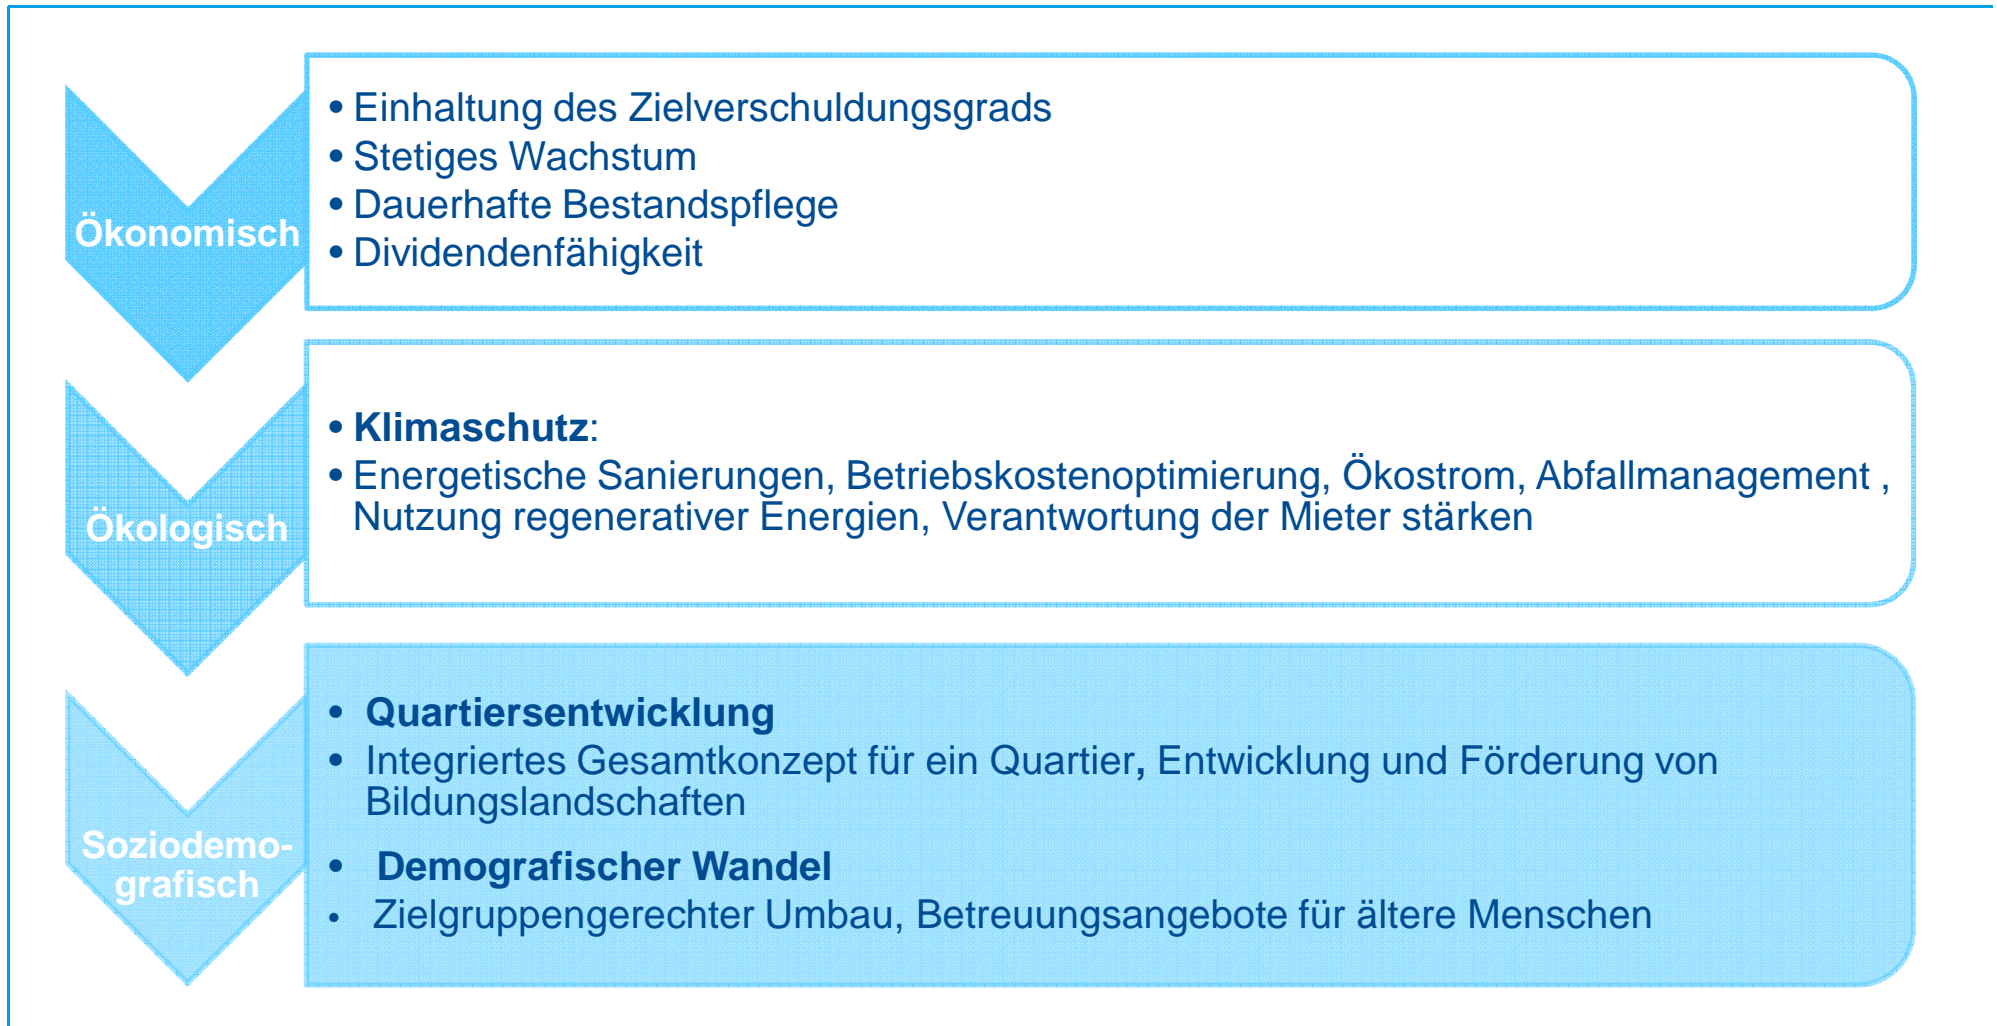 Ökonomisch
• Einhaltung des Zielverschuldungsgrads
• Stetiges Wachstum
• Dauerhafte Bestandspflege
• Dividendenfähigkeit
Ökologisch
• Klimaschutz:
• Energetische Sanierungen, Betriebskostenoptimierung, Ökostrom, Abfallmanagement ,
Nutzung regenerativer Energien, Verantwortung der Mieter stärken
Soziodemo-
grafisch
• Quartiersentwicklung
• Integriertes Gesamtkonzept für ein Quartier, Entwicklung und Förderung von
Bildungslandschaften
• Demografischer Wandel
• Zielgruppengerechter Umbau, Betreuungsangebote für ältere Menschen